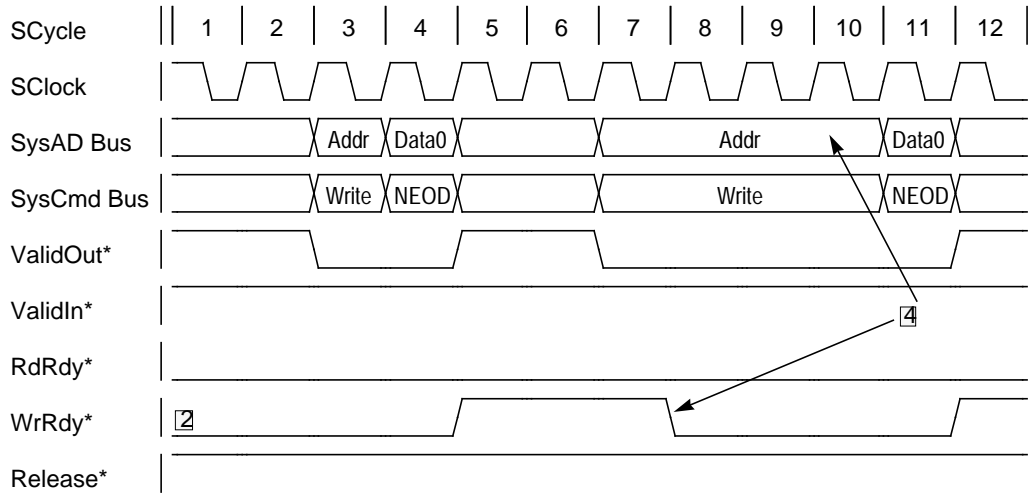 SCycle 1 2 3 4 5 6 7 8 9 10 11 12
SClock
SysAD Bus Addr Data0 Addr Data0
SysCmd Bus Write NEOD Write NEOD
ValidOut*
ValidIn*
4
RdRdy*
WrRdy* 2
Release*